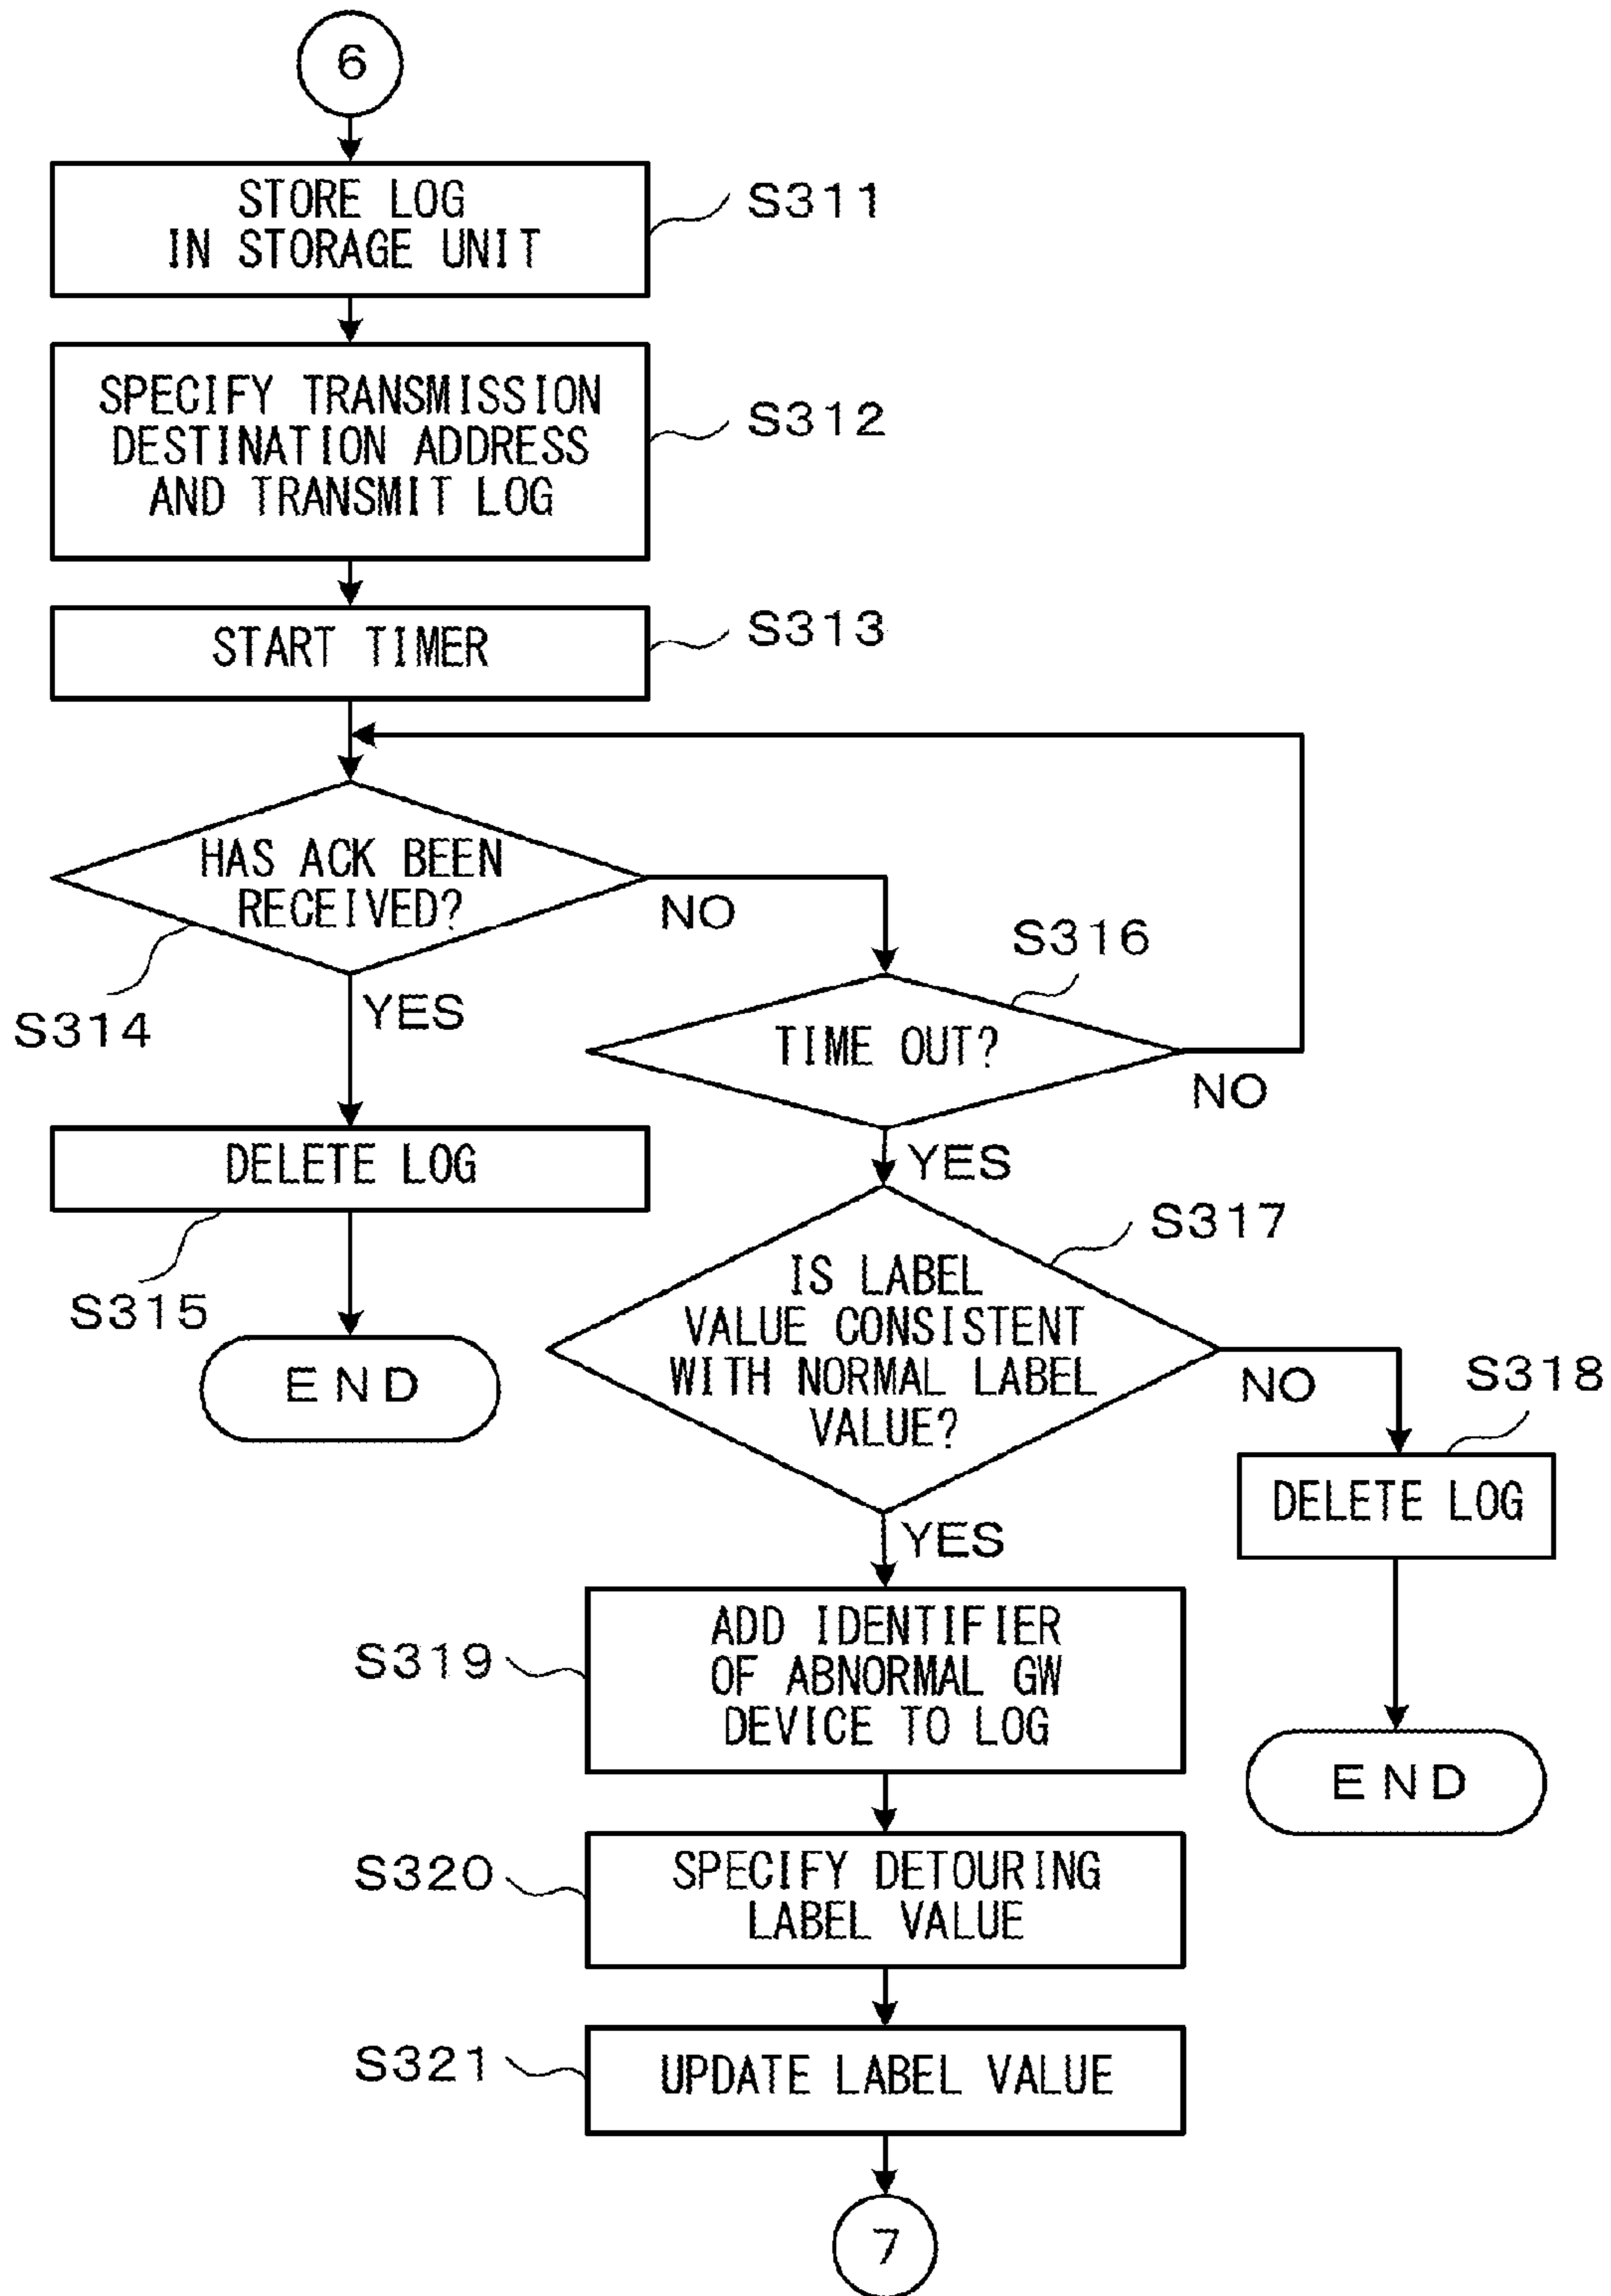 6
STORE LOG
IN STORAGE UNIT
S311
SPECIFY TRANSMISSION
DESTINATION ADDRESS
AND TRANSMIT LOG
S312
START TIMER
S313
HAS ACK BEEN
RECEIVED?
NO
S314
YES
S316
TIME OUT?
NO
YES
DELETE LOG
S315
END
S317
IS LABEL
VALUE CONSISTENT
WITH NORMAL LABEL
VALUE?
NO
S318
DELETE LOG
END
YES
S319
ADD IDENTIFIER
OF ABNORMAL GW
DEVICE TO LOG
S320
SPECIFY DETOURING
LABEL VALUE
S321
UPDATE LABEL VALUE
7